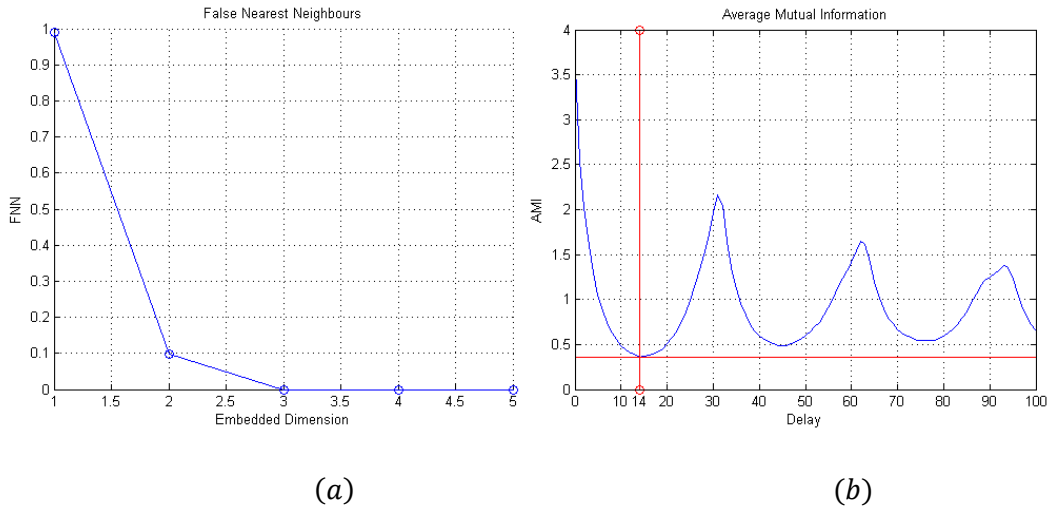 False Nearest Neighbours
1
0.9
0.8
0.7
0.6
0.5
0.4
0.3
0.2
0.1
0
FNN
1 1.5 2 2.5 3 3.5 4 4.5 5
Embedded Dimension
(a)
Average Mutual Information
4
3.5
3
2.5
2
1.5
1
0.5
0
AMI
0 10 14 20 30 40 50 60 70 80 90 100
Delay
(b)